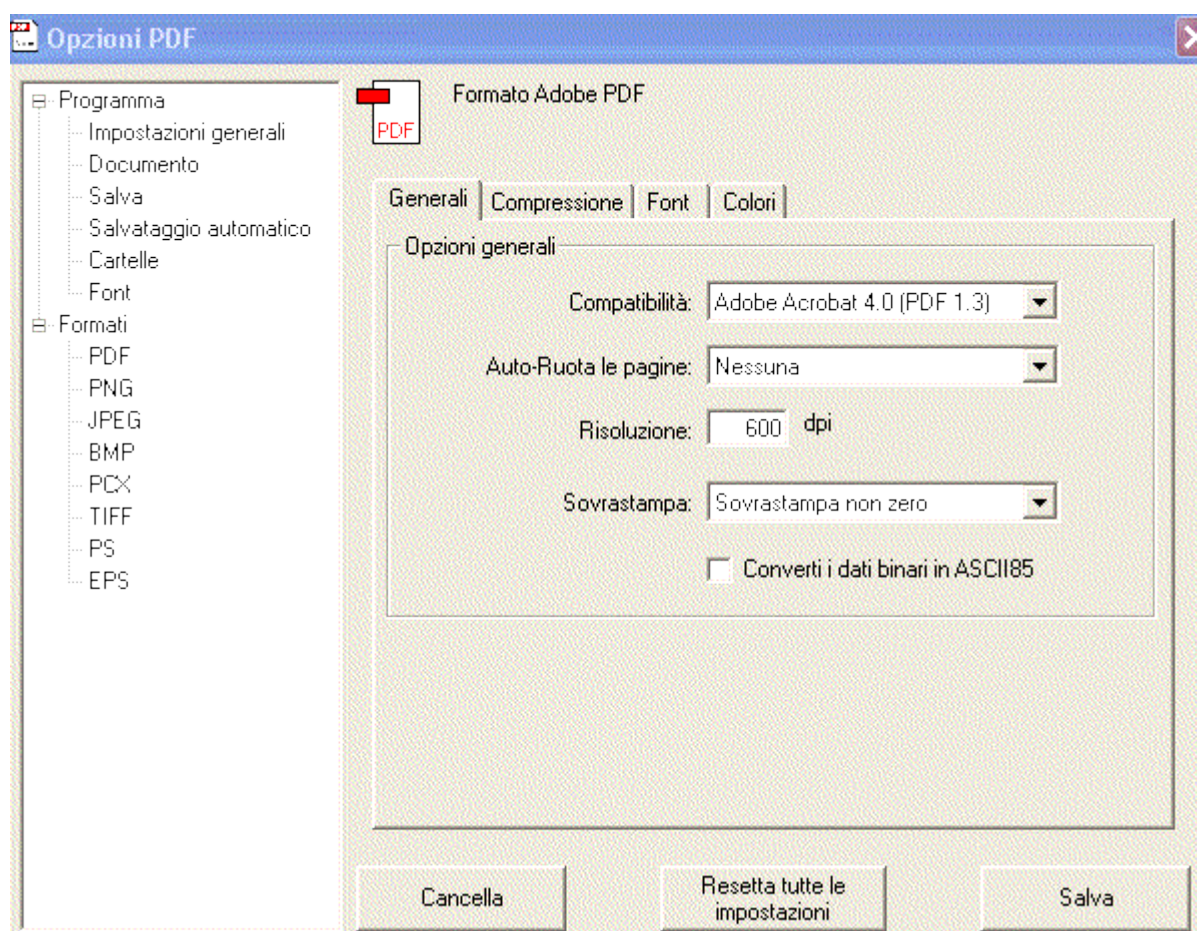 Opzioni PDF
Programma
Impostazioni generali
Documento
Salva
Salvataggio automatico
Cartelle
Font
Formati
PDF
PNG
JPEG
BMP
PCX
TIFF
PS
EPS
PDF
Formato Adobe PDF
Generali Compressione Font Colori
Opzioni generali
Compatibilità: Adobe Acrobat 4.0 (PDF 1.3)
Auto-Ruota le pagine: Nessuna
Risoluzione: 600 dpi
Sovrastampa: Sovrastampa non zero
Converti i dati binari in ASCII85
Cancella
Resetta tutte le
impostazioni
Salva